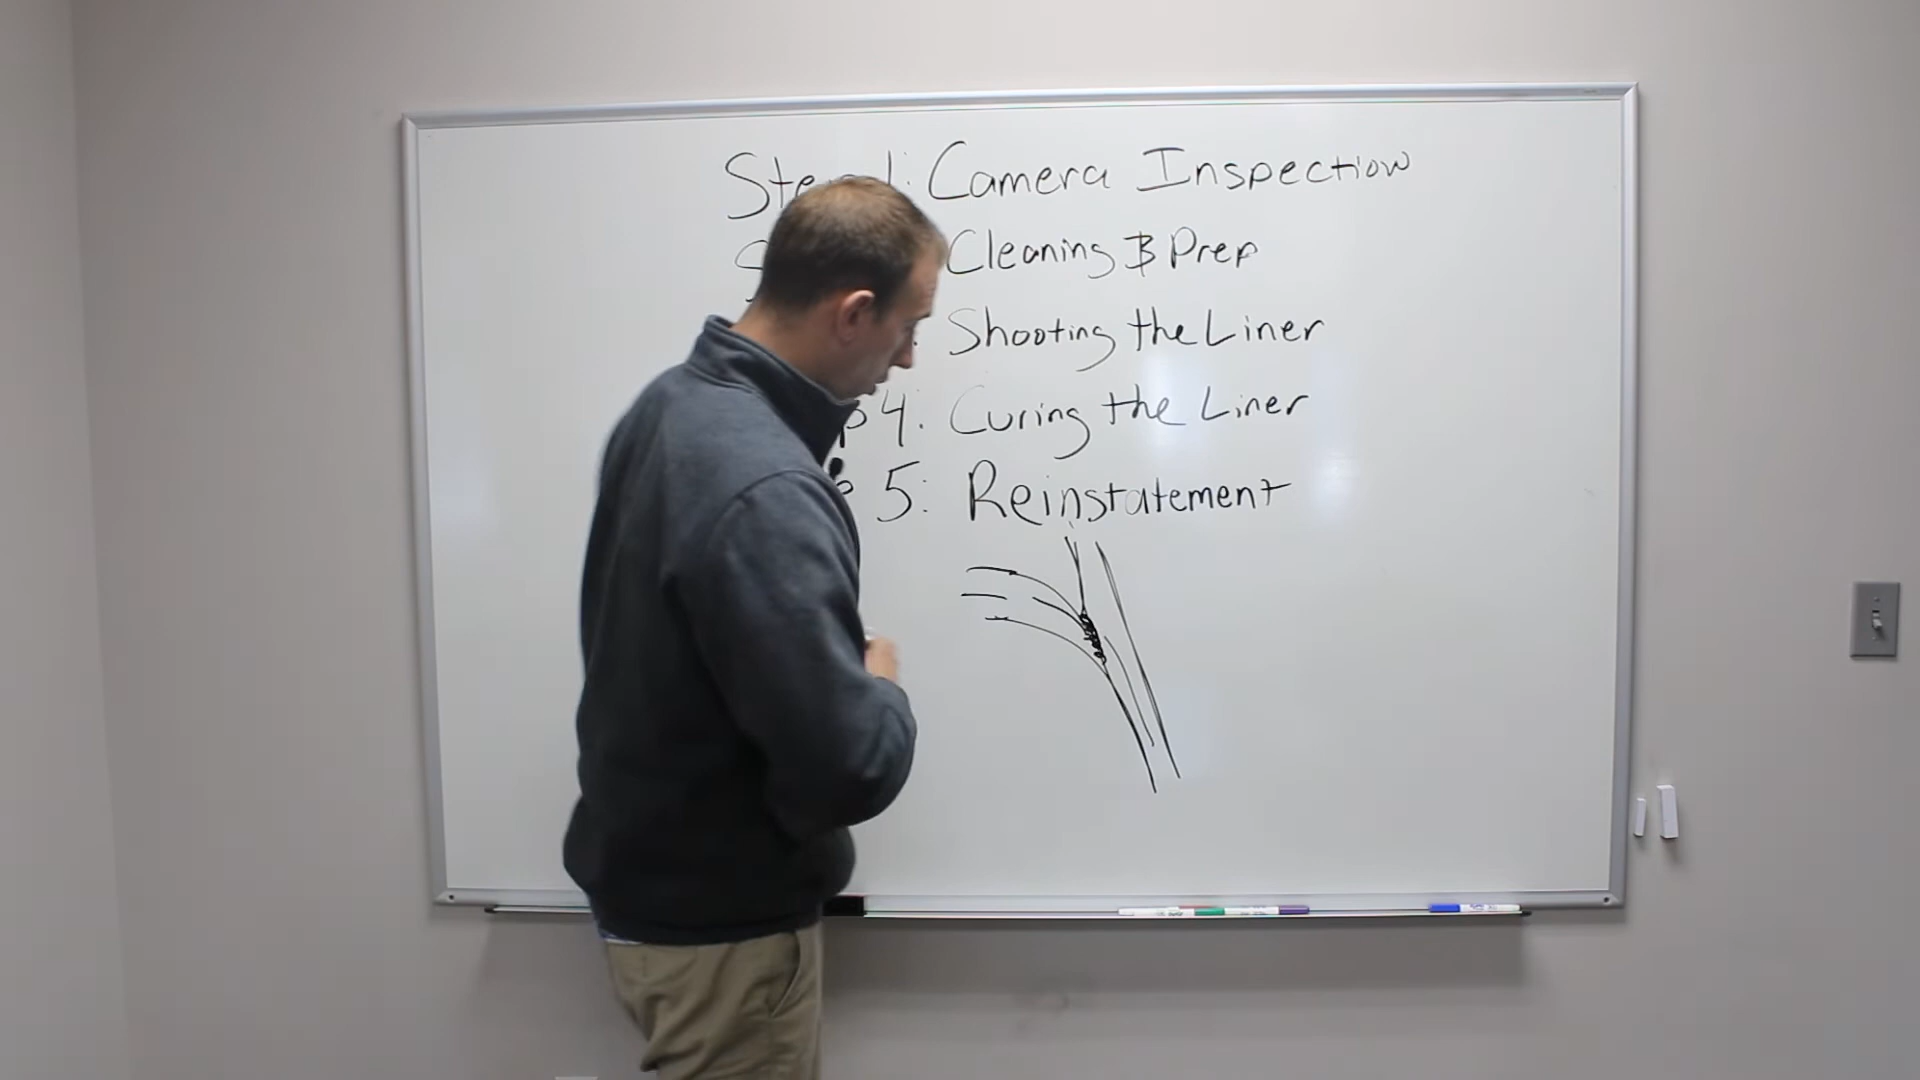 Step 1: Camera Inspection
Cleaning & Prep
Shooting the Liner
4: Curing the Liner
5: Reinstatement